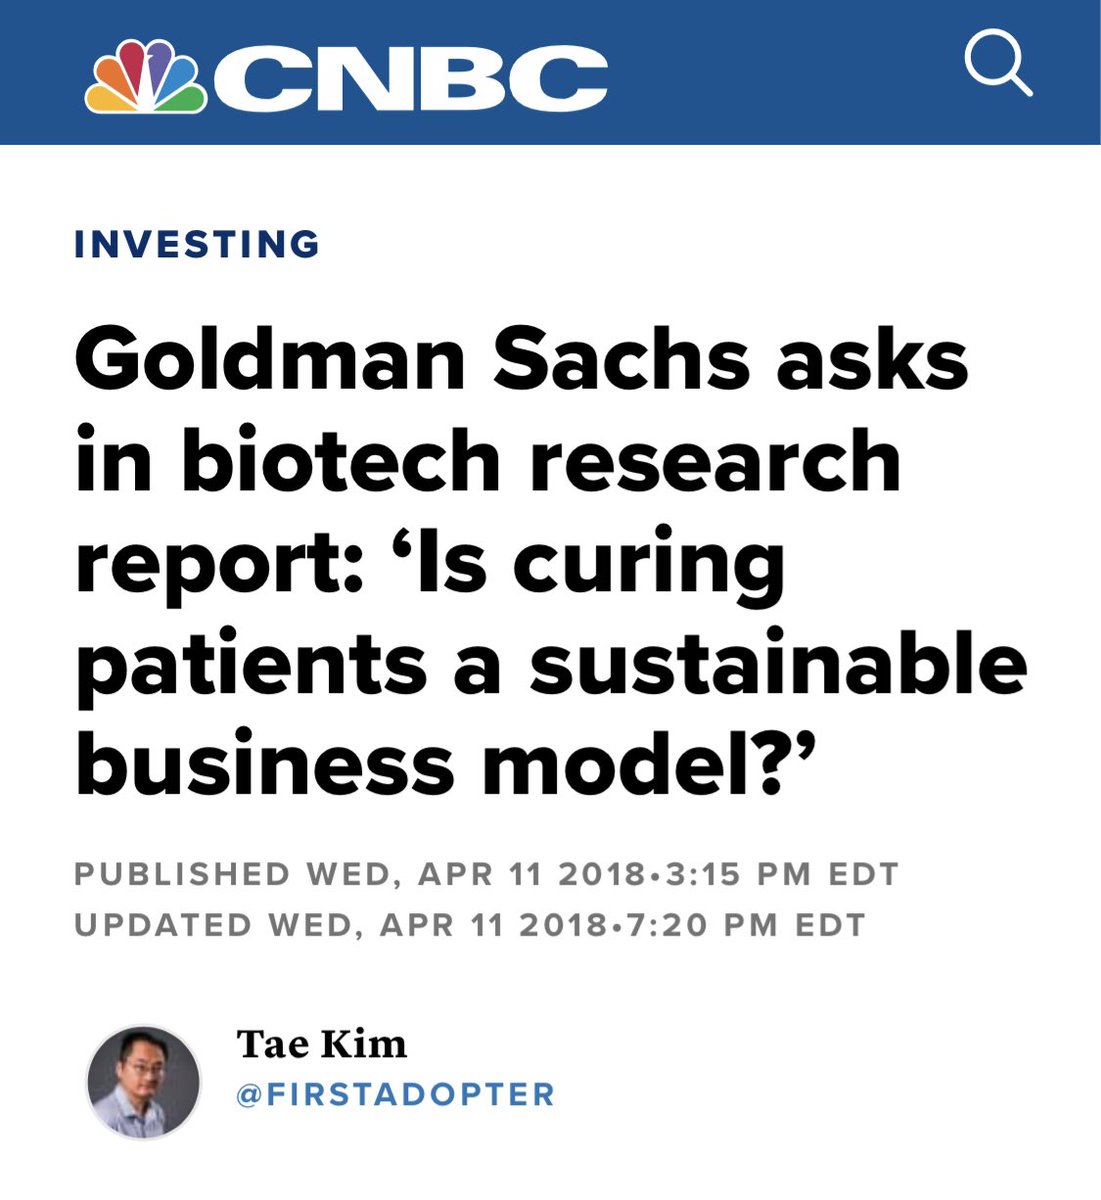 CNBC
INVESTING
Goldman Sachs asks
in biotech research
report: ‘Is curing
patients a sustainable
business model?’
PUBLISHED WED, APR 11 2018•3:15 PM EDT
UPDATED WED, APR 11 2018•7:20 PM EDT
Tae Kim
@FIRSTADOPTER